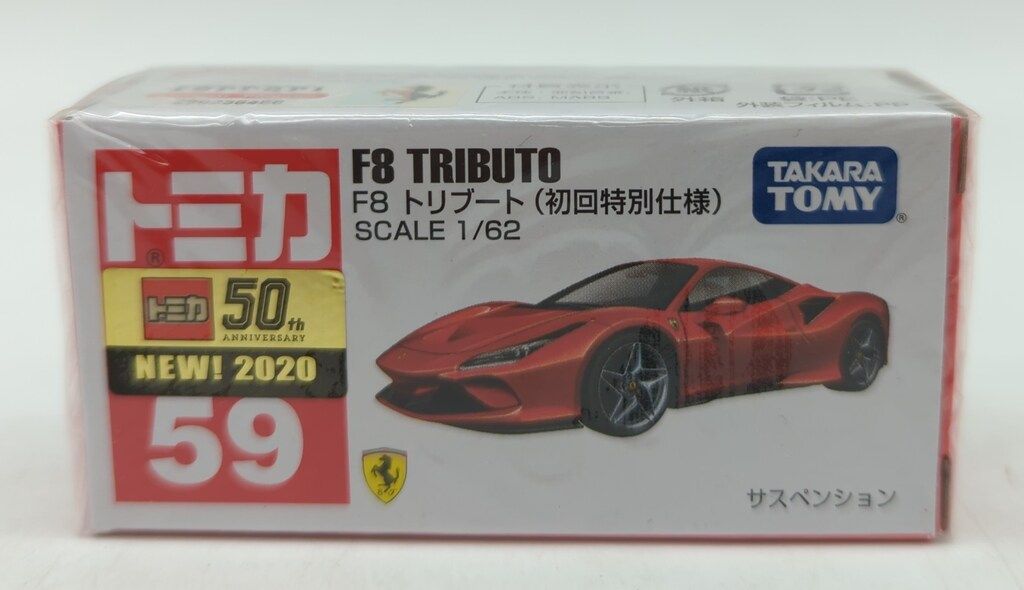 トミカ®
トミカ 50th
ANNIVERSARY
NEW! 2020
59
F8 TRIBUTO
F8 トリブート(初回特別仕様)
SCALE 1/62
TAKARA
TOMY®
サスペンション